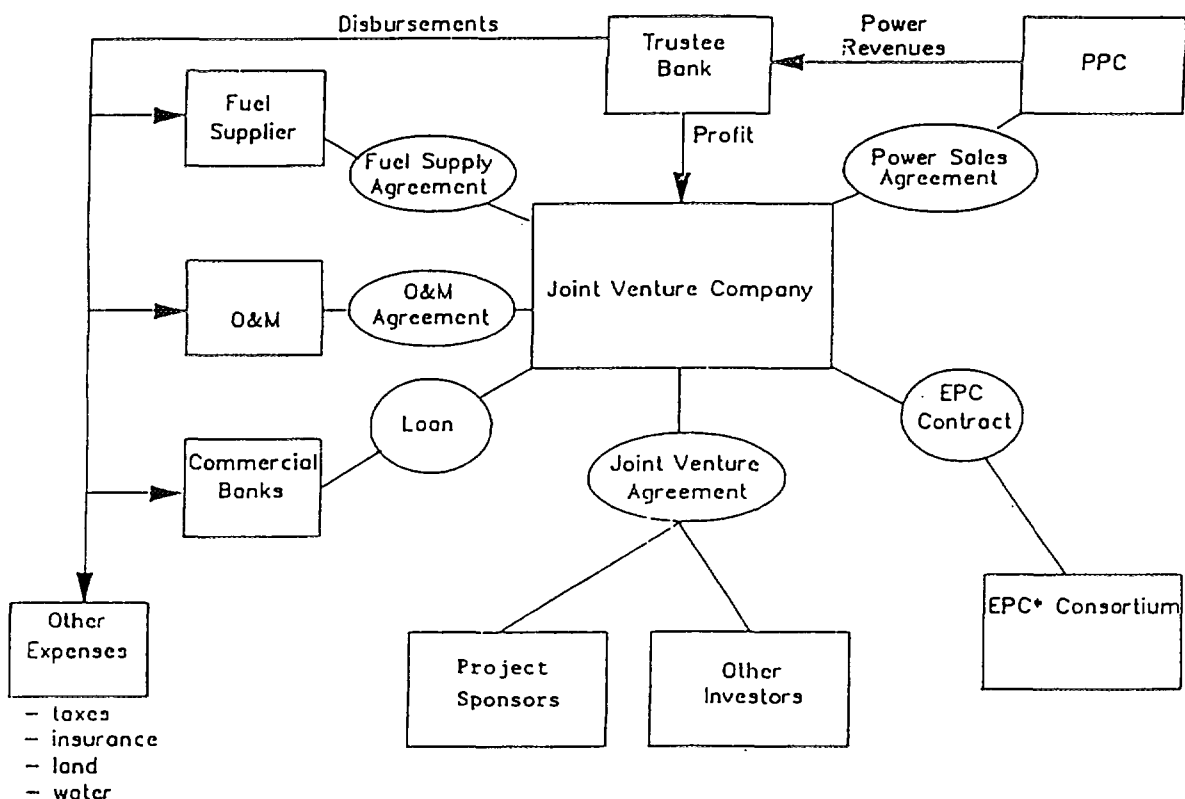 Disbursements
Trustee
Bank
Power
Revenues
PPC
Fuel
Supplier
Profit
Fuel Supply
Agreement
Power Sales
Agreement
O&M
O&M
Agreement
Joint Venture Company
Loan
EPC
Contract
Commercial
Banks
Joint Venture
Agreement
Other
Expenses
- taxes
- insurance
- land
- water
Project
Sponsors
Other
Investors
EPC* Consortium